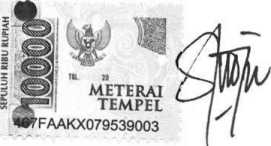 SEPULUH RIBU RUPIAH
10000
TGL. 20
METERAI
TEMPEL
467FAAKX079539003